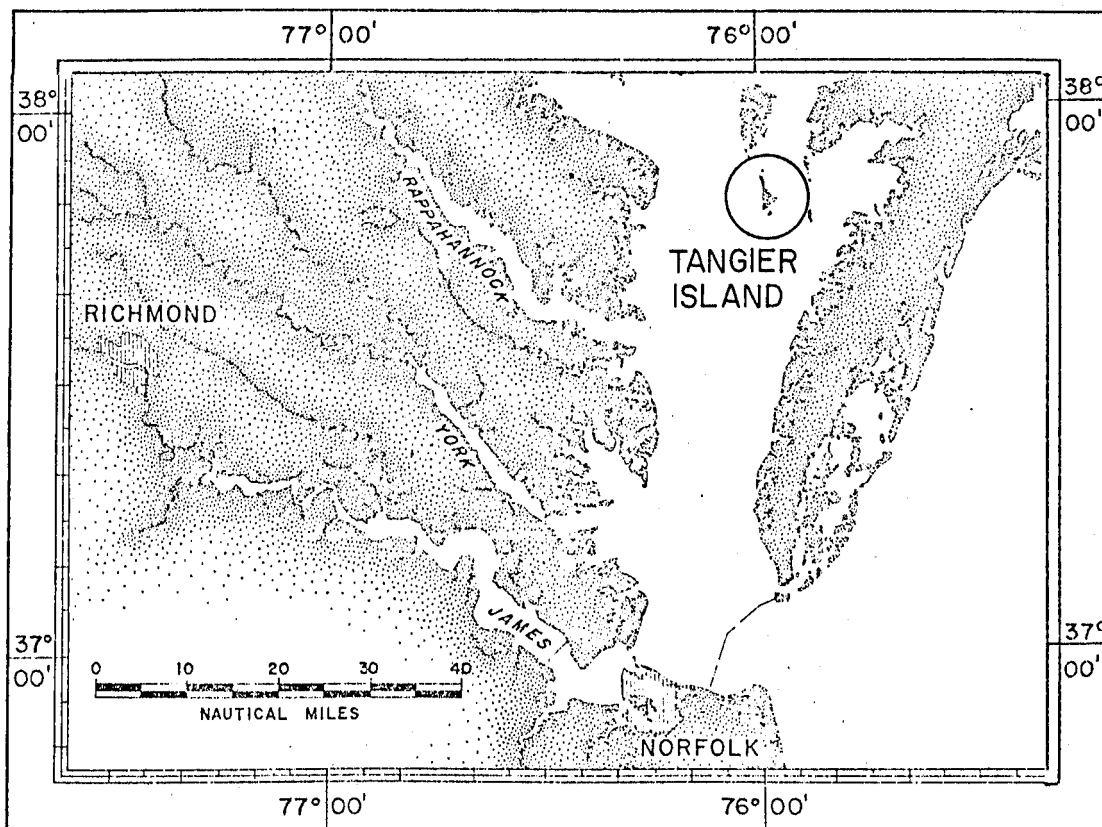 77° 00'
76° 00'
38°
00'
38°
00'
RAPPAHANNOCK
TANGIER
ISLAND
RICHMOND
YORK
JAMES
37°
00'
37°
00'
0 10 20 30 40
NAUTICAL MILES
NORFOLK
77° 00'
76° 00'